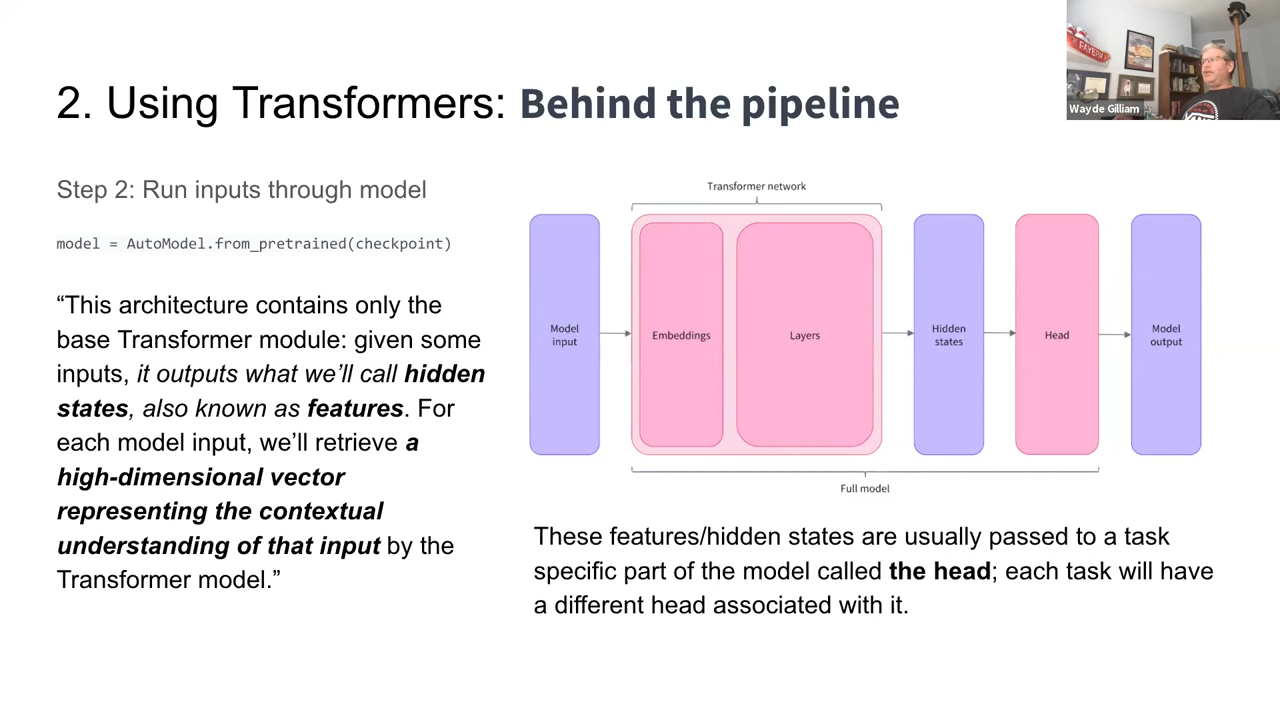 2. Using Transformers: Behind the pipeline
Wayde Gilliam
Step 2: Run inputs through model
model = AutoModel.from_pretrained(checkpoint)
“This architecture contains only the
base Transformer module: given some
inputs, it outputs what we’ll call hidden
states, also known as features. For
each model input, we’ll retrieve a
high-dimensional vector
representing the contextual
understanding of that input by the
Transformer model.”
Transformer network
Model
input
Embeddings
Layers
Hidden
states
Head
Model
output
Full model
These features/hidden states are usually passed to a task
specific part of the model called the head; each task will have
a different head associated with it.